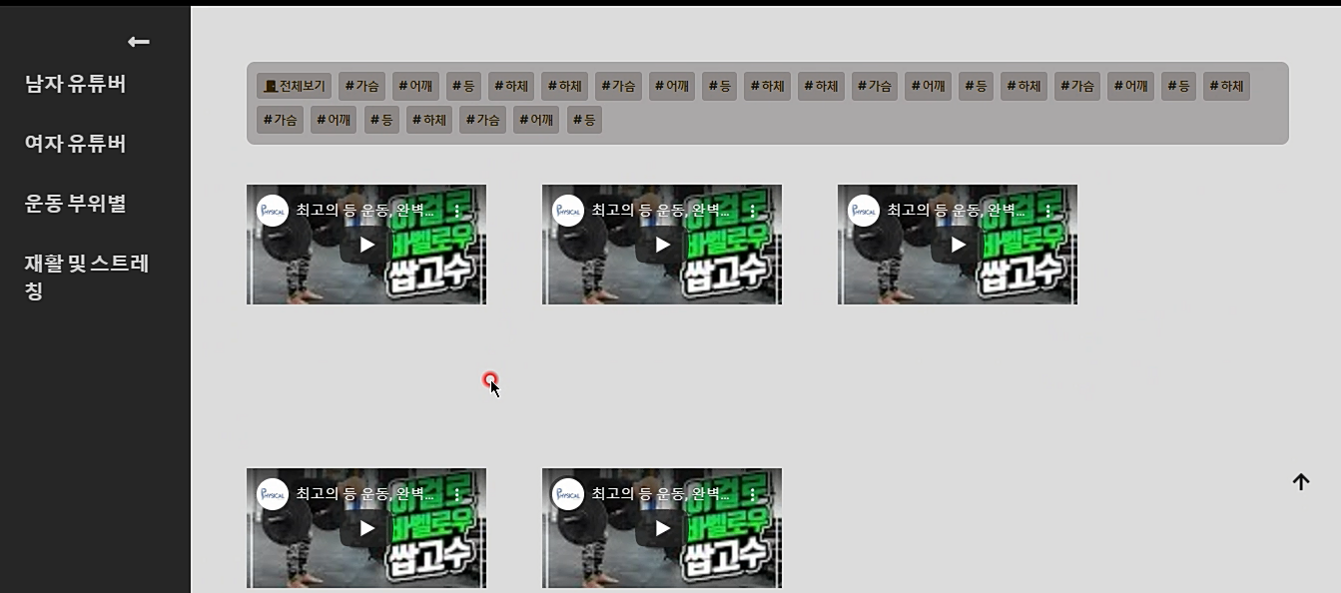 남자 유튜버
여자 유튜버
운동 부위별
재활 및 스트레
칭
전체보기 #가슴 #어깨 #등 #하체 #하체 #가슴 #어깨 #등 #하체 #하체 #가슴 #어깨 #등 #하체 #가슴 #어깨 #등 #하체
#가슴 #어깨 #등 #하체 #가슴 #어깨 #등
PHYSICAL 최고의 등 운동, 완벽...
바벨로우
쌉고수
PHYSICAL 최고의 등 운동, 완벽...
바벨로우
쌉고수
PHYSICAL 최고의 등 운동, 완벽...
바벨로우
쌉고수
PHYSICAL 최고의 등 운동, 완벽...
바벨로우
쌉고수
PHYSICAL 최고의 등 운동, 완벽...
바벨로우
쌉고수